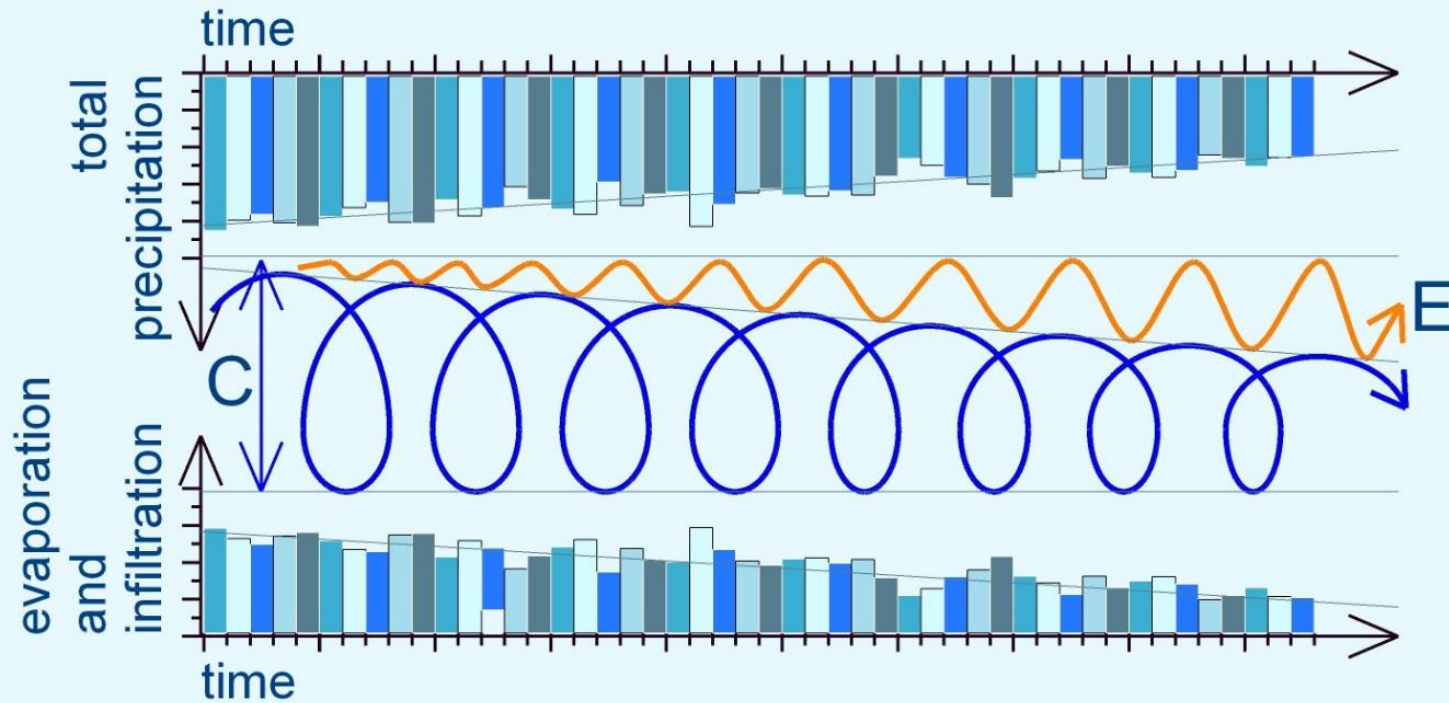 time
total
precipitation
C
E
evaporation
and
infiltration
time